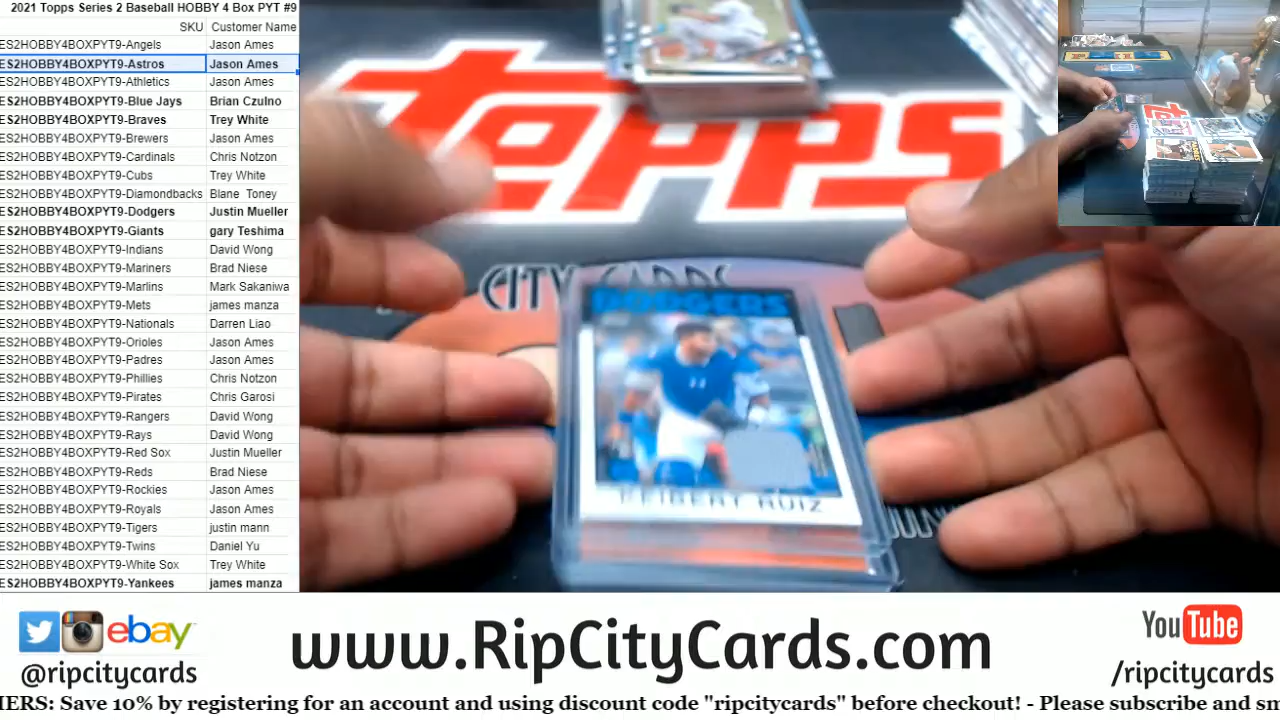 2021 Topps Series 2 Baseball HOBBY 4 Box PYT #9
SKU Customer Name
ES2HOBBY4BOXPYT9-Angels Jason Ames
ES2HOBBY4BOXPYT9-Astros Jason Ames
ES2HOBBY4BOXPYT9-Athletics Jason Ames
ES2HOBBY4BOXPYT9-Blue Jays Brian Czulno
ES2HOBBY4BOXPYT9-Braves Trey White
ES2HOBBY4BOXPYT9-Brewers Jason Ames
ES2HOBBY4BOXPYT9-Cardinals Chris Notzon
ES2HOBBY4BOXPYT9-Cubs Trey White
ES2HOBBY4BOXPYT9-Diamondbacks Blane Toney
ES2HOBBY4BOXPYT9-Dodgers Justin Mueller
ES2HOBBY4BOXPYT9-Giants gary Teshima
ES2HOBBY4BOXPYT9-Indians David Wong
ES2HOBBY4BOXPYT9-Mariners Brad Niese
ES2HOBBY4BOXPYT9-Marlins Mark Sakaniwa
ES2HOBBY4BOXPYT9-Mets james manza
ES2HOBBY4BOXPYT9-Nationals Darren Liao
ES2HOBBY4BOXPYT9-Orioles Jason Ames
ES2HOBBY4BOXPYT9-Padres Jason Ames
ES2HOBBY4BOXPYT9-Phillies Chris Notzon
ES2HOBBY4BOXPYT9-Pirates Chris Garosi
ES2HOBBY4BOXPYT9-Rangers David Wong
ES2HOBBY4BOXPYT9-Rays David Wong
ES2HOBBY4BOXPYT9-Red Sox Justin Mueller
ES2HOBBY4BOXPYT9-Reds Brad Niese
ES2HOBBY4BOXPYT9-Rockies Jason Ames
ES2HOBBY4BOXPYT9-Royals Jason Ames
ES2HOBBY4BOXPYT9-Tigers justin mann
ES2HOBBY4BOXPYT9-Twins Daniel Yu
ES2HOBBY4BOXPYT9-White Sox Trey White
ES2HOBBY4BOXPYT9-Yankees james manza
topps
CITY CARDS
DODGERS
KEIBERT RUIZ
ebay
@ripcitycards
www.RipCityCards.com
YouTube
/ripcitycards
IERS: Save 10% by registering for an account and using discount code "ripcitycards" before checkout! - Please subscribe and sm